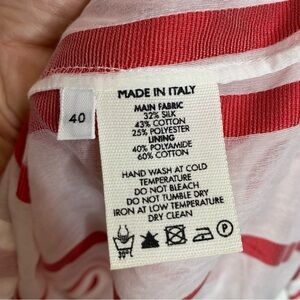 40
MADE IN ITALY
MAIN FABRIC
32% SILK
43% COTTON
25% POLYESTER
LINING
40% POLYAMIDE
60% COTTON
HAND WASH AT COLD
TEMPERATURE
DO NOT BLEACH
DO NOT TUMBLE DRY
IRON AT LOW TEMPERATURE
DRY CLEAN
30°
P